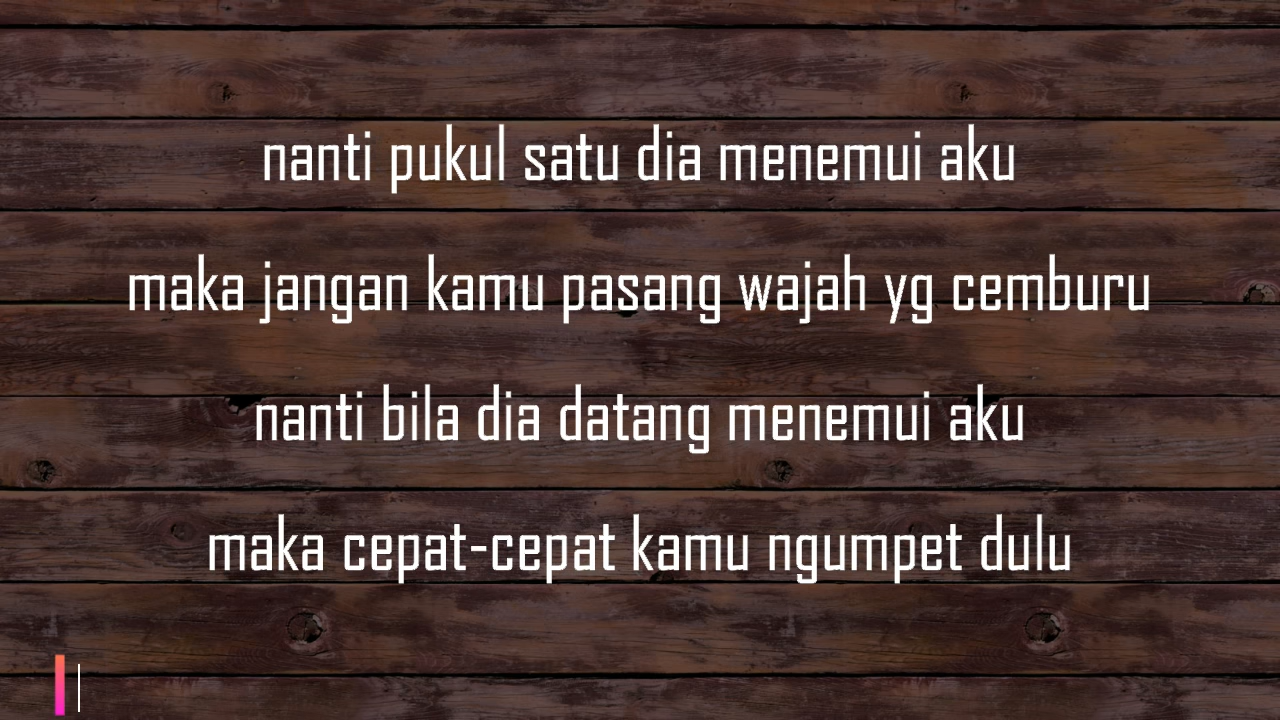 nanti pukul satu dia menemui aku
maka jangan kamu pasang wajah yg cemburu
nanti bila dia datang menemui aku
maka cepat-cepat kamu ngumpet dulu